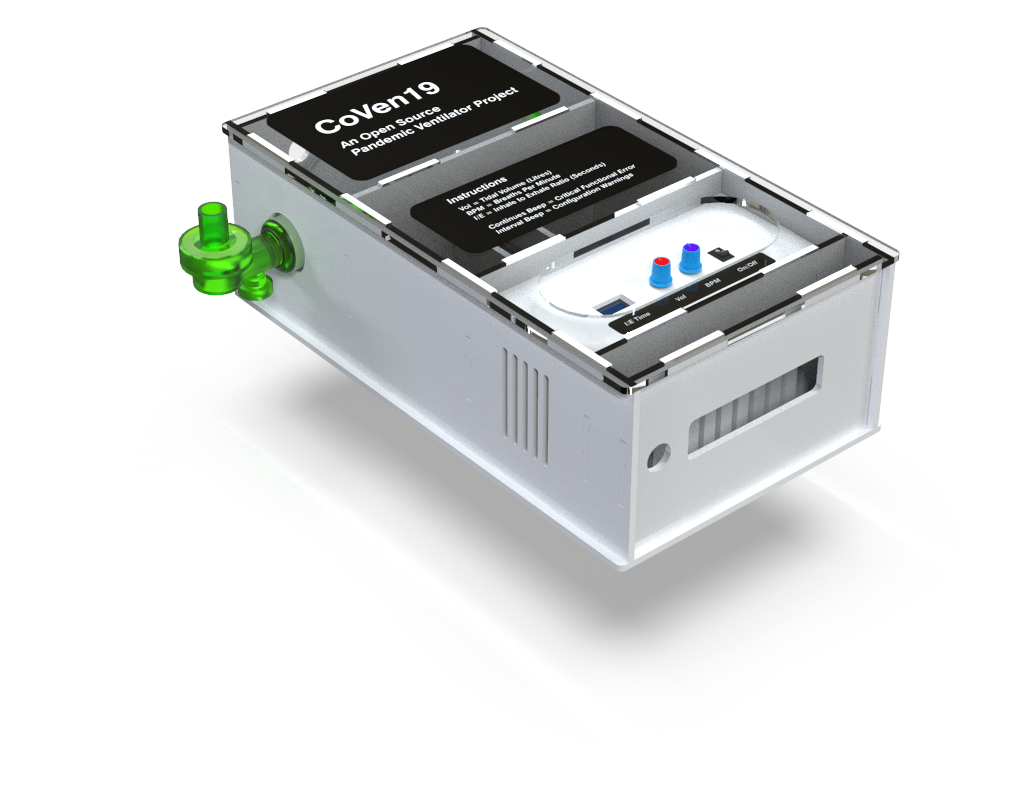 CoVen19
An Open Source
Pandemic Ventilator Project
Instructions
Vol = Tidal Volume (Litres)
BPM = Breaths Per Minute
I/E = Inhale to Exhale Ratio (Seconds)
Continues Beep = Critical Functional Error
Interval Beep = Configuration Warnings
I/E Time
Vol
BPM
On/Off